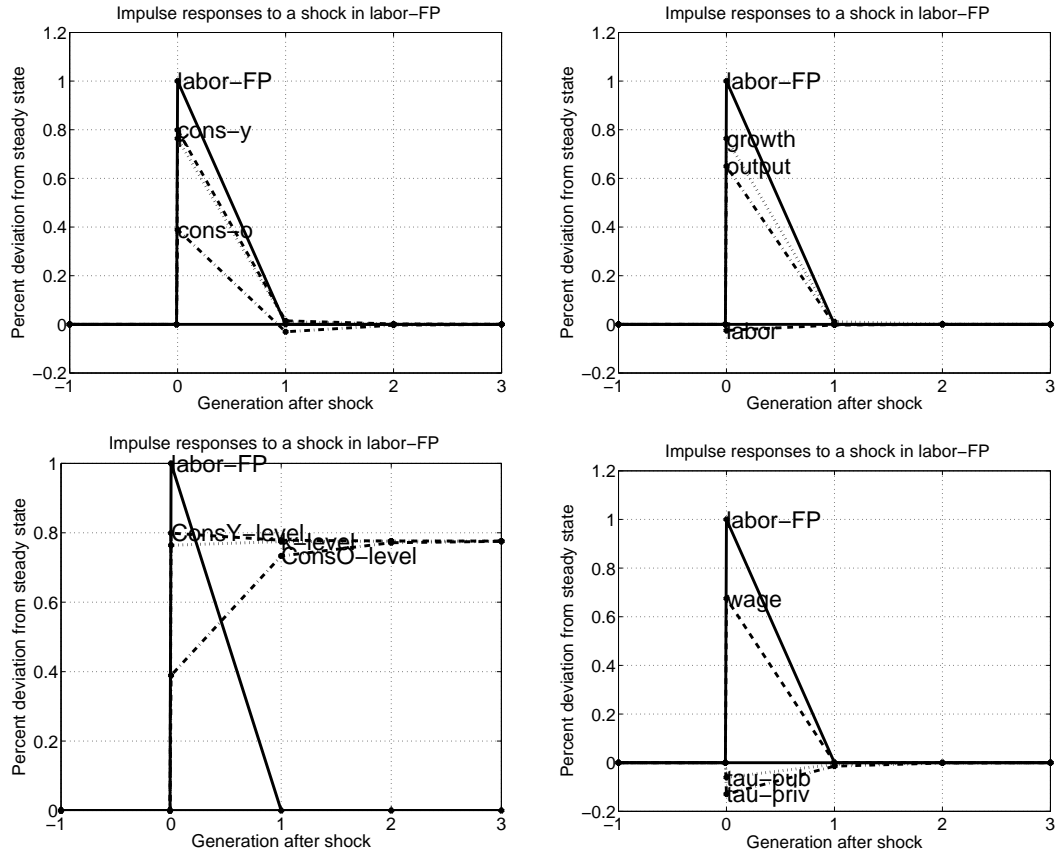 Impulse responses to a shock in labor−FP
Percent deviation from steady state
1.2
1
0.8
0.6
0.4
0.2
0
−0.2
labor−FP
cons−y
cons−o
−1 0 1 2 3
Generation after shock
Impulse responses to a shock in labor−FP
Percent deviation from steady state
1.2
1
0.8
0.6
0.4
0.2
0
−0.2
labor−FP
growth
output
labor
−1 0 1 2 3
Generation after shock
Impulse responses to a shock in labor−FP
Percent deviation from steady state
1
0.8
0.6
0.4
0.2
0
labor−FP
ConsY−level
X−level
ConsO−level
−1 0 1 2 3
Generation after shock
Impulse responses to a shock in labor−FP
Percent deviation from steady state
1.2
1
0.8
0.6
0.4
0.2
0
−0.2
labor−FP
wage
tau−pub
tau−priv
−1 0 1 2 3
Generation after shock